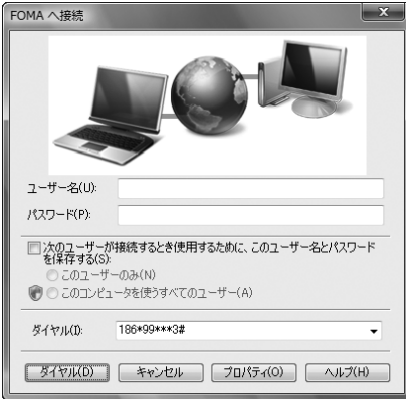 FOMA へ接続
ユーザー名(U):
パスワード(P):
次のユーザーが接続するとき使用するために、このユーザー名とパスワード
を保存する(S):
このユーザーのみ(N)
このコンピュータを使うすべてのユーザー(A)
ダイヤル(I): 186*99***3#
ダイヤル(D) キャンセル プロパティ(O) ヘルプ(H)